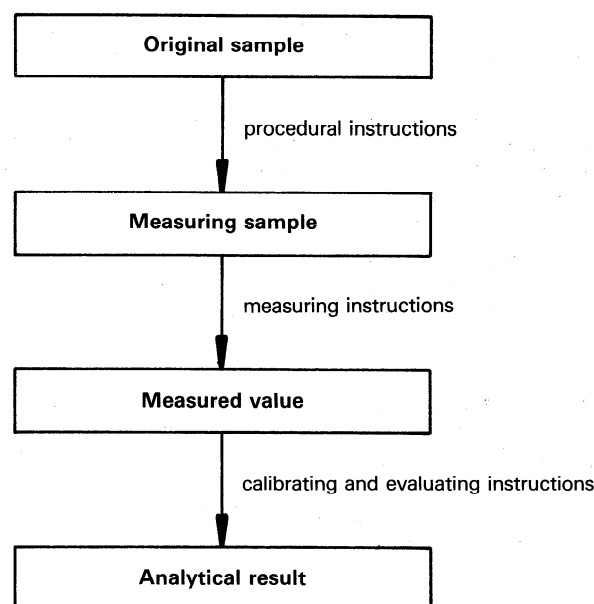 Original sample
procedural instructions
Measuring sample
measuring instructions
Measured value
calibrating and evaluating instructions
Analytical result